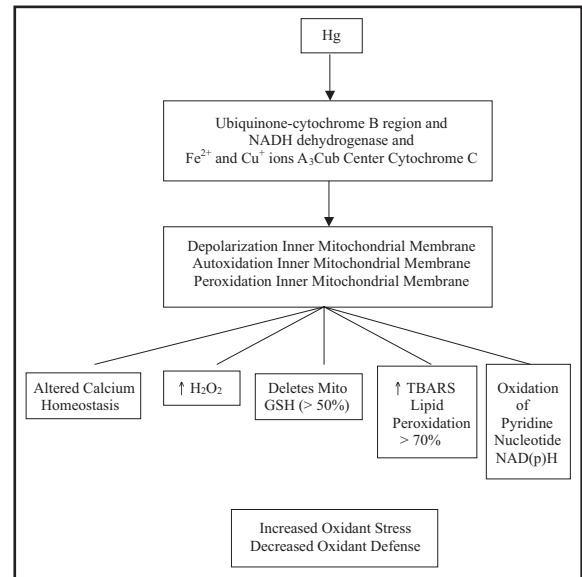 Hg
Ubiquinone-cytochrome B region and
NADH dehydrogenase and
Fe²⁺ and Cu⁺ ions A₃Cub Center Cytochrome C
Depolarization Inner Mitochondrial Membrane
Autoxidation Inner Mitochondrial Membrane
Peroxidation Inner Mitochondrial Membrane
Altered Calcium
Homeostasis
↑ H₂O₂
Deletes Mito
GSH (> 50%)
↑ TBARS
Lipid
Peroxidation
> 70%
Oxidation
of
Pyridine
Nucleotide
NAD(p)H
Increased Oxidant Stress
Decreased Oxidant Defense